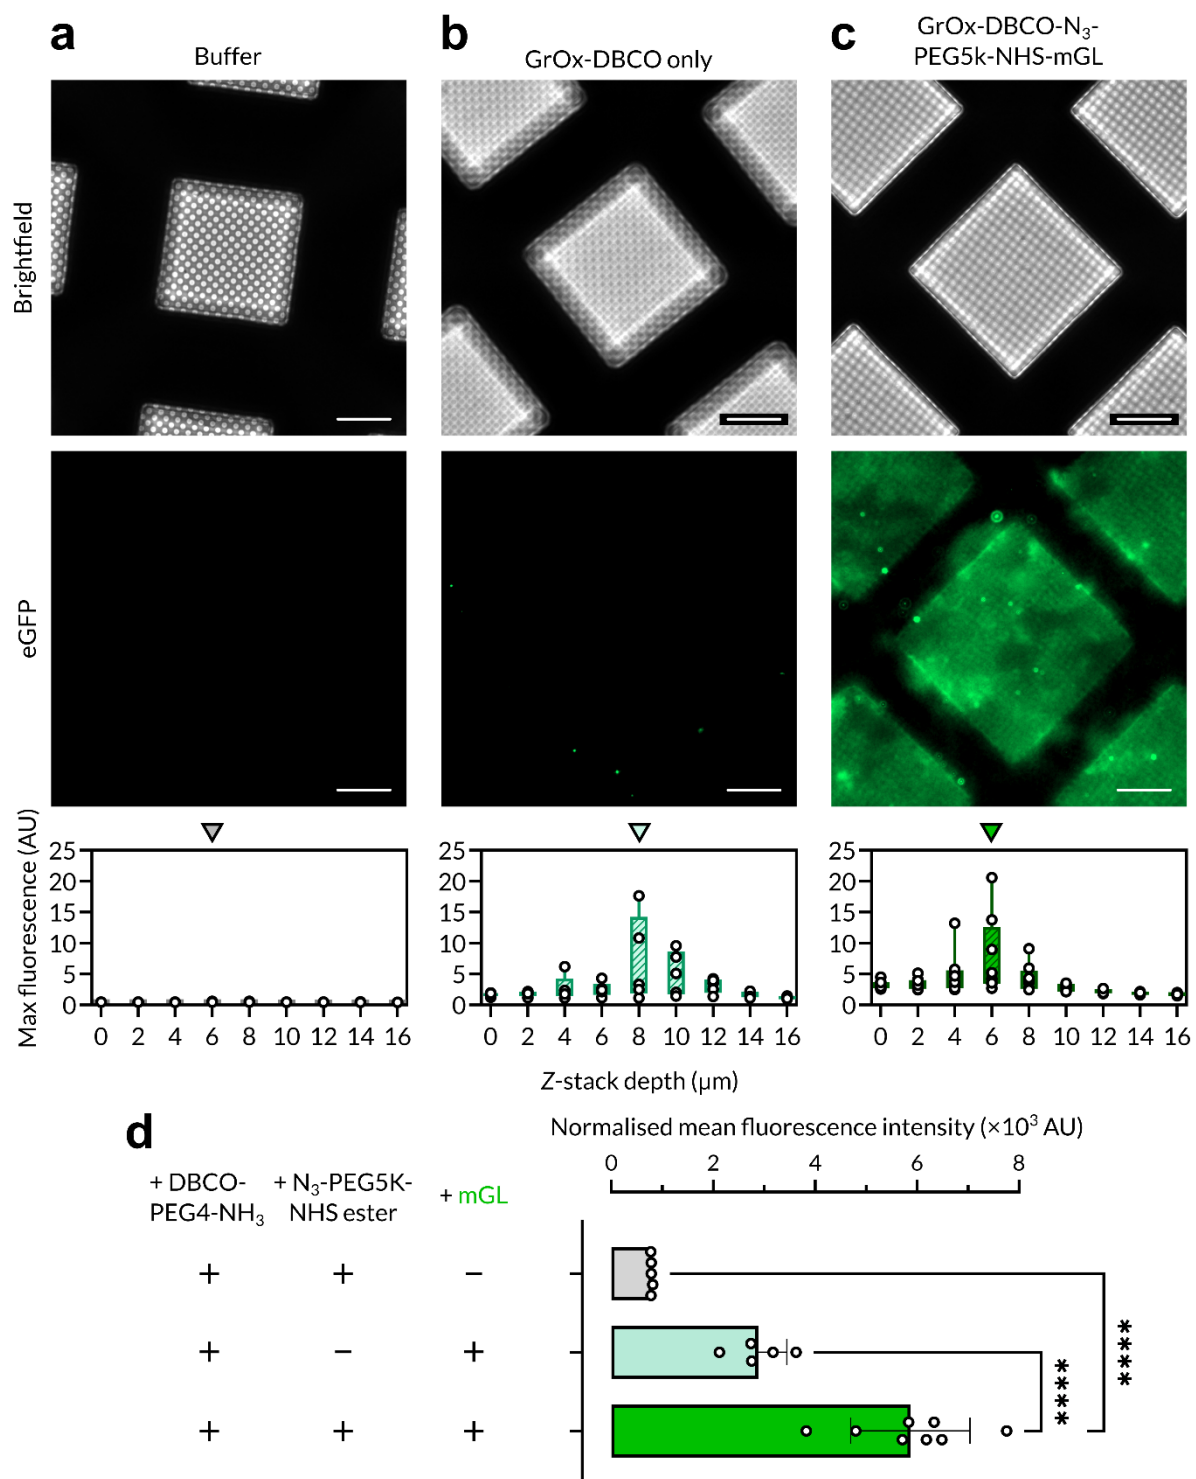 a
Buffer
b
GrOx-DBCO only
c
GrOx-DBCO-N₃-
PEG5k-NHS-mGL
Brightfield
eGFP
Max fluorescence (AU)
25
20
15
10
5
0
0 2 4 6 8 10 12 14 16
25
20
15
10
5
0
0 2 4 6 8 10 12 14 16
25
20
15
10
5
0
0 2 4 6 8 10 12 14 16
Z-stack depth (μm)
d
Normalised mean fluorescence intensity (×10³ AU)
0 2 4 6 8
+ DBCO-
PEG4-NH₃
+ N₃-PEG5K-
NHS ester
+ mGL
+ + −
+ − +
+ + +
****
****